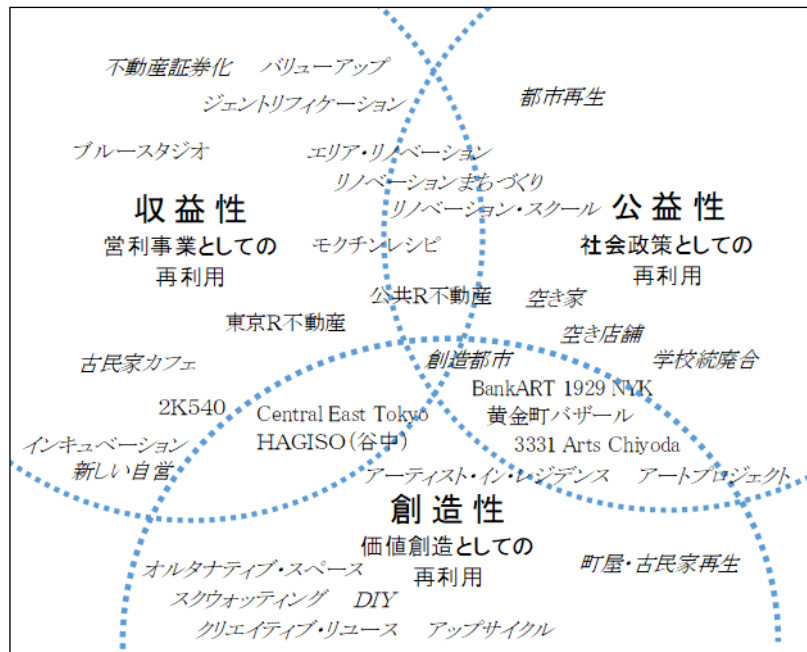 不動産証券化 バリューアップ
ジェントリフィケーション
都市再生
ブルースタジオ
エリア・リノベーション
リノベーションまちづくり
リノベーション・スクール
収益性
営利事業としての
再利用
公益性
社会政策としての
再利用
モクチンレシピ
公共R不動産
空き家
東京R不動産
空き店舗
古民家カフェ
創造都市
学校統廃合
2K540
Central East Tokyo
HAGISO(谷中)
BankART 1929 NYK
黄金町バザール
3331 Arts Chiyoda
インキュベーション
新しい自営
アーティスト・イン・レジデンス アートプロジェクト
創造性
価値創造としての
再利用
町屋・古民家再生
オルタナティブ・スペース
スクウォッティング DIY
クリエイティブ・リユース アップサイクル